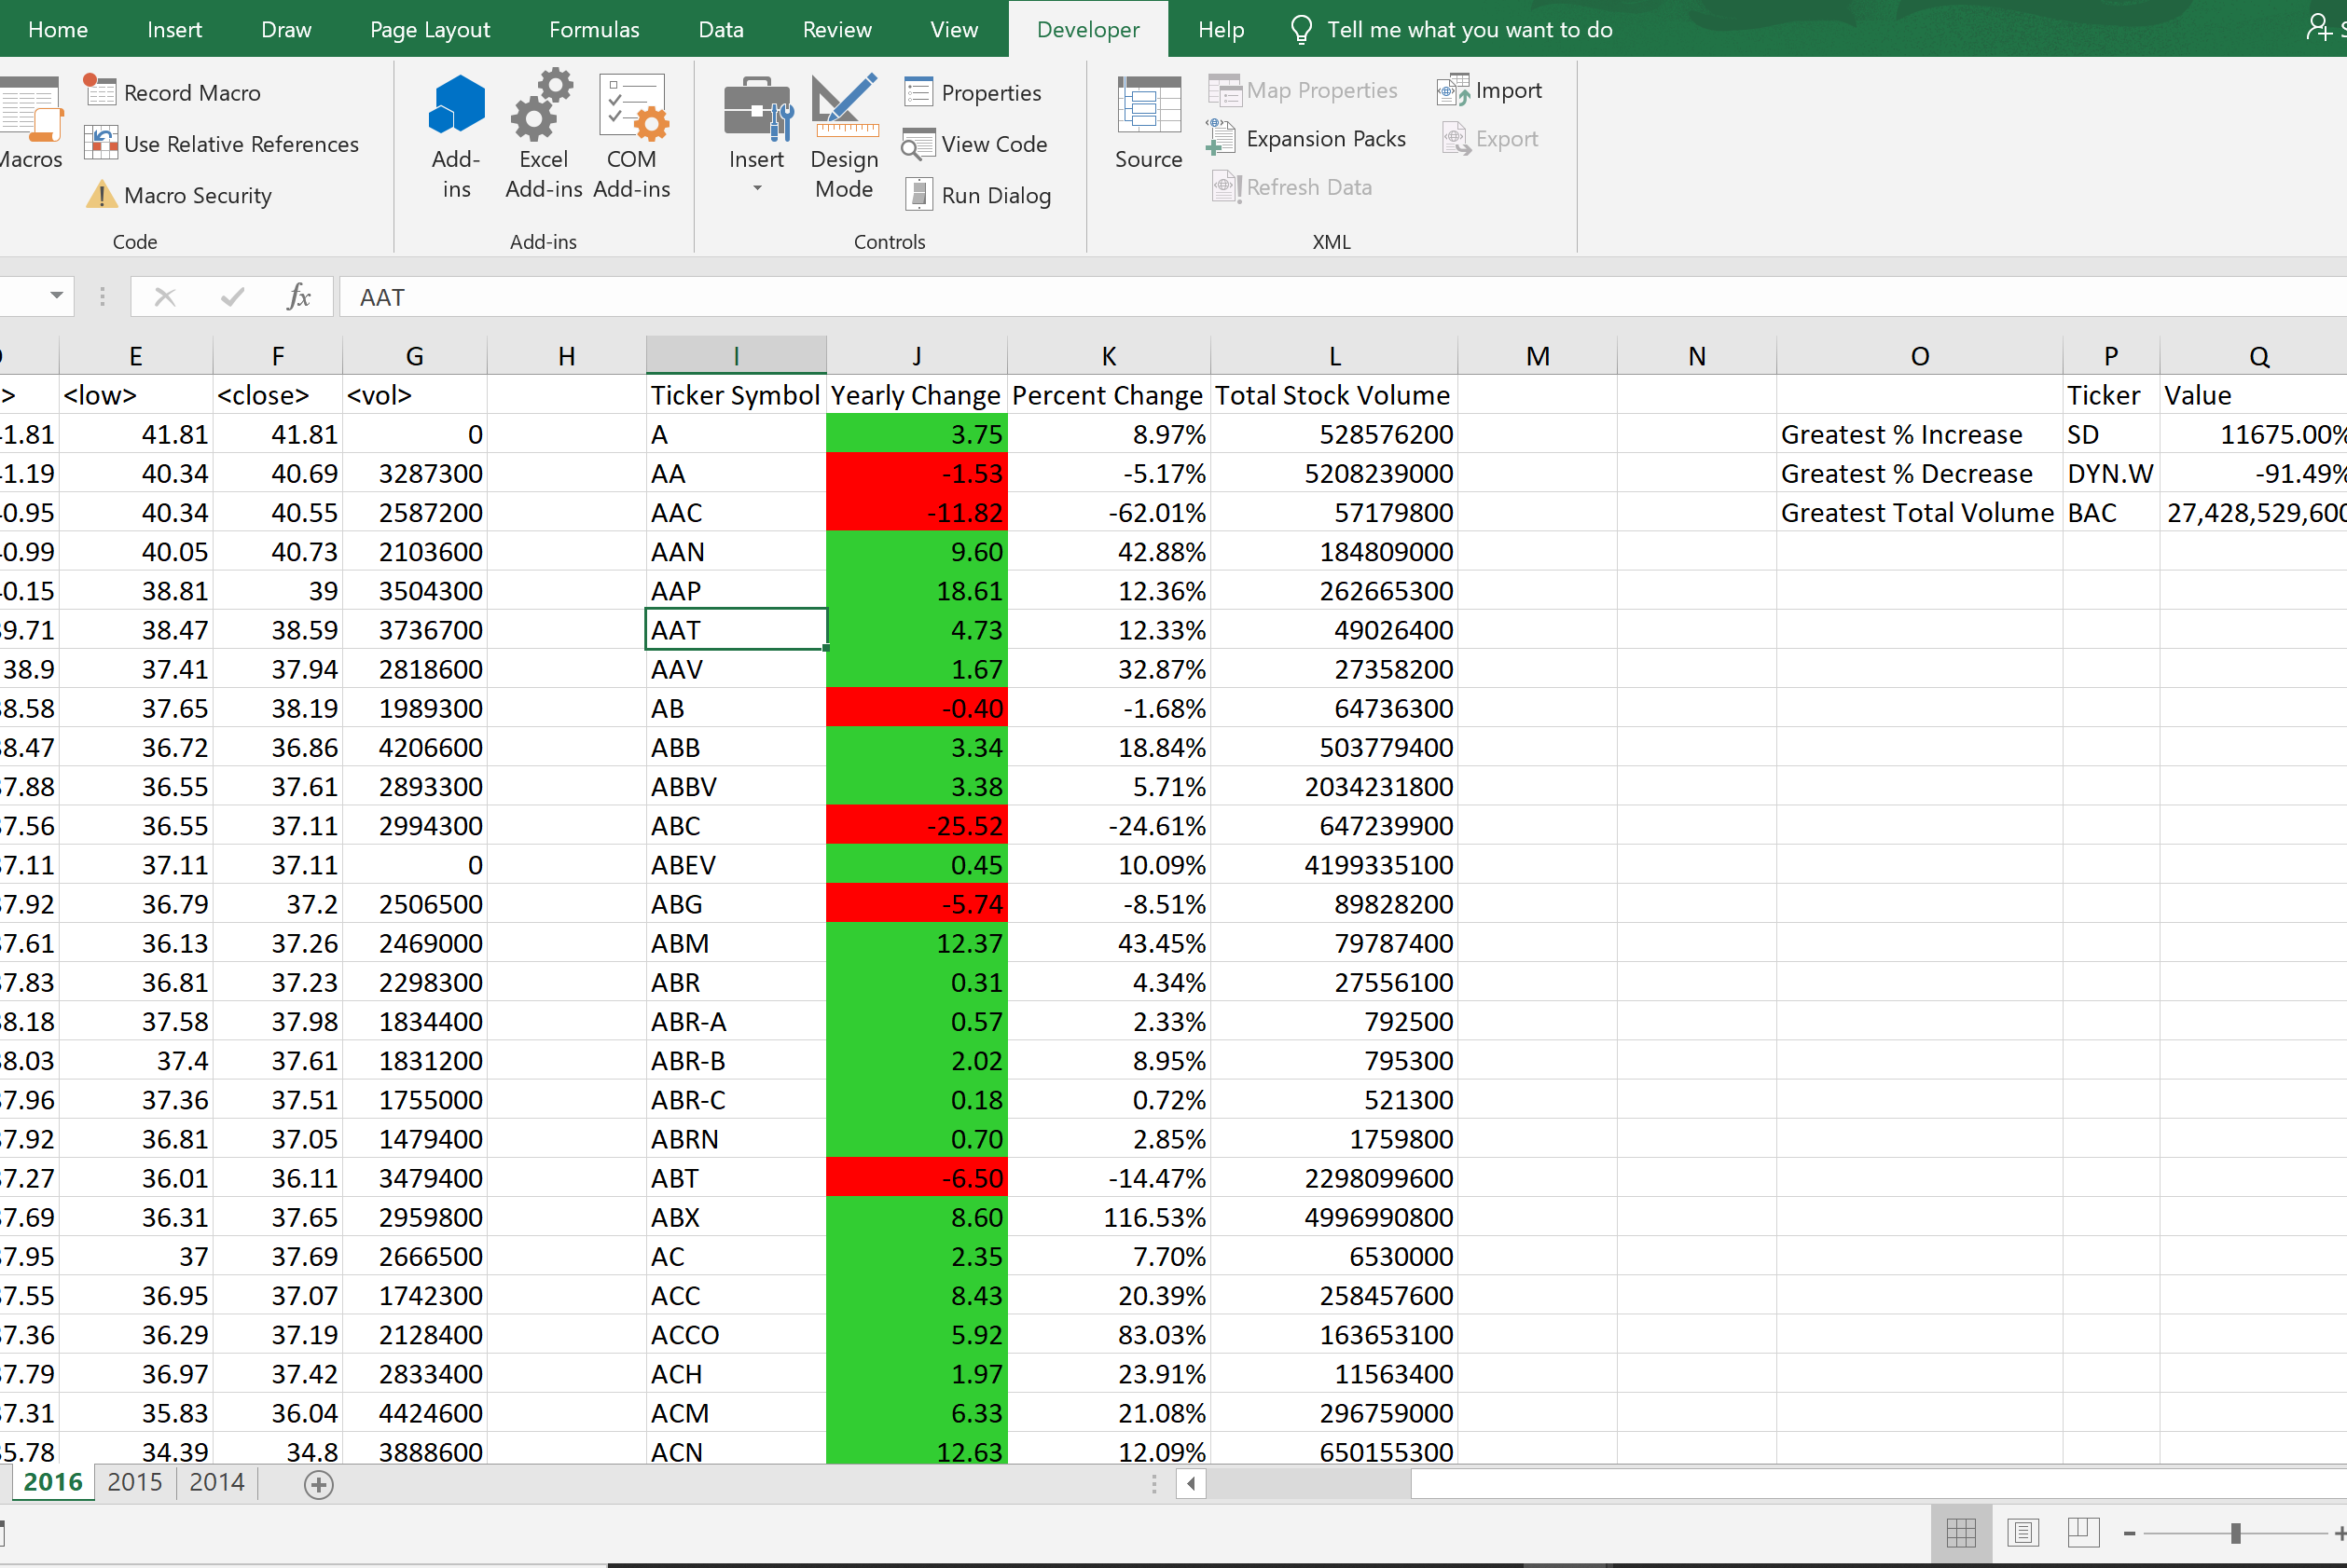 Home Insert Draw Page Layout Formulas Data Review View Developer Help Tell me what you want to do
Record Macro
Use Relative References
Macro Security
Code
Add-ins
Excel Add-ins
COM Add-ins
Add-ins
Insert
Design Mode
Properties
View Code
Run Dialog
Controls
Source
Map Properties
Expansion Packs
Refresh Data
Import
Export
XML
fx AAT
E F G H I J K L M N O P Q
<low> <close> <vol> Ticker Symbol Yearly Change Percent Change Total Stock Volume Ticker Value
1.81 41.81 41.81 0 A 3.75 8.97% 528576200 Greatest % Increase SD 11675.00%
1.19 40.34 40.69 3287300 AA -1.53 -5.17% 5208239000 Greatest % Decrease DYN.W -91.49%
0.95 40.34 40.55 2587200 AAC -11.82 -62.01% 57179800 Greatest Total Volume BAC 27,428,529,600
0.99 40.05 40.73 2103600 AAN 9.60 42.88% 184809000
0.15 38.81 39 3504300 AAP 18.61 12.36% 262665300
9.71 38.47 38.59 3736700 AAT 4.73 12.33% 49026400
38.9 37.41 37.94 2818600 AAV 1.67 32.87% 27358200
8.58 37.65 38.19 1989300 AB -0.40 -1.68% 64736300
8.47 36.72 36.86 4206600 ABB 3.34 18.84% 503779400
7.88 36.55 37.61 2893300 ABBV 3.38 5.71% 2034231800
7.56 36.55 37.11 2994300 ABC -25.52 -24.61% 647239900
7.11 37.11 37.11 0 ABEV 0.45 10.09% 4199335100
7.92 36.79 37.2 2506500 ABG -5.74 -8.51% 89828200
7.61 36.13 37.26 2469000 ABM 12.37 43.45% 79787400
7.83 36.81 37.23 2298300 ABR 0.31 4.34% 27556100
8.18 37.58 37.98 1834400 ABR-A 0.57 2.33% 792500
8.03 37.4 37.61 1831200 ABR-B 2.02 8.95% 795300
7.96 37.36 37.51 1755000 ABR-C 0.18 0.72% 521300
7.92 36.81 37.05 1479400 ABRN 0.70 2.85% 1759800
7.27 36.01 36.11 3479400 ABT -6.50 -14.47% 2298099600
7.69 36.31 37.65 2959800 ABX 8.60 116.53% 4996990800
7.95 37 37.69 2666500 AC 2.35 7.70% 6530000
7.55 36.95 37.07 1742300 ACC 8.43 20.39% 258457600
7.36 36.29 37.19 2128400 ACCO 5.92 83.03% 163653100
7.79 36.97 37.42 2833400 ACH 1.97 23.91% 11563400
7.31 35.83 36.04 4424600 ACM 6.33 21.08% 296759000
5.78 34.39 34.8 3888600 ACN 12.63 12.09% 650155300
2016 2015 2014